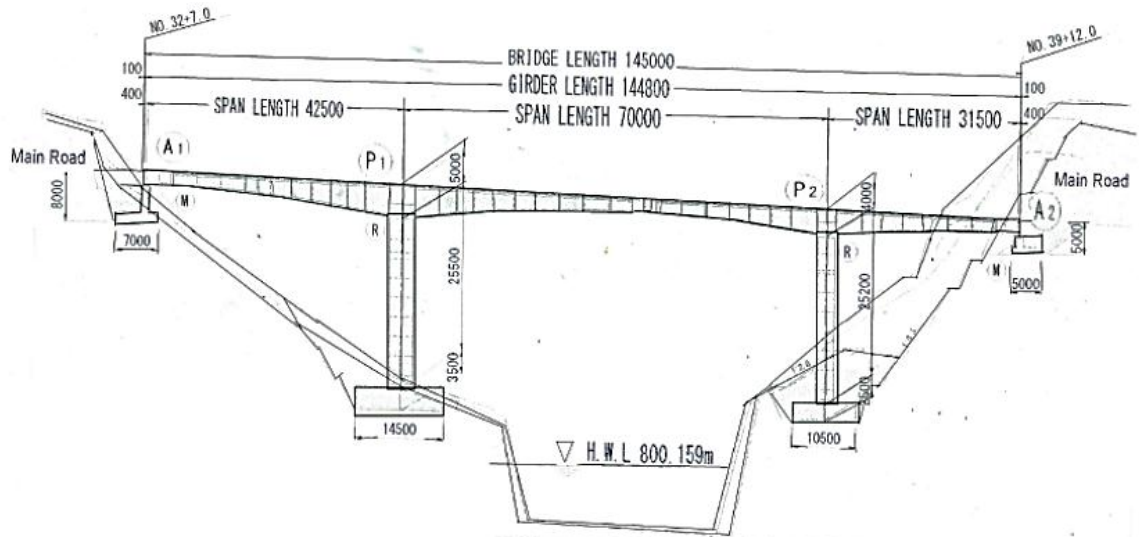 NO.32+7.0
NO.39+12.0
BRIDGE LENGTH 145000
100
GIRDER LENGTH 144800
100
400
SPAN LENGTH 42500
SPAN LENGTH 70000
SPAN LENGTH 31500
400
Main Road
(A1)
(P1)
5000
(P2)
4000
Main Road
A2
8000
(M)
7000
(R)
25500
3500
(R)
25200
(M)
5000
5000
14500
10500
H.W.L 800.159m